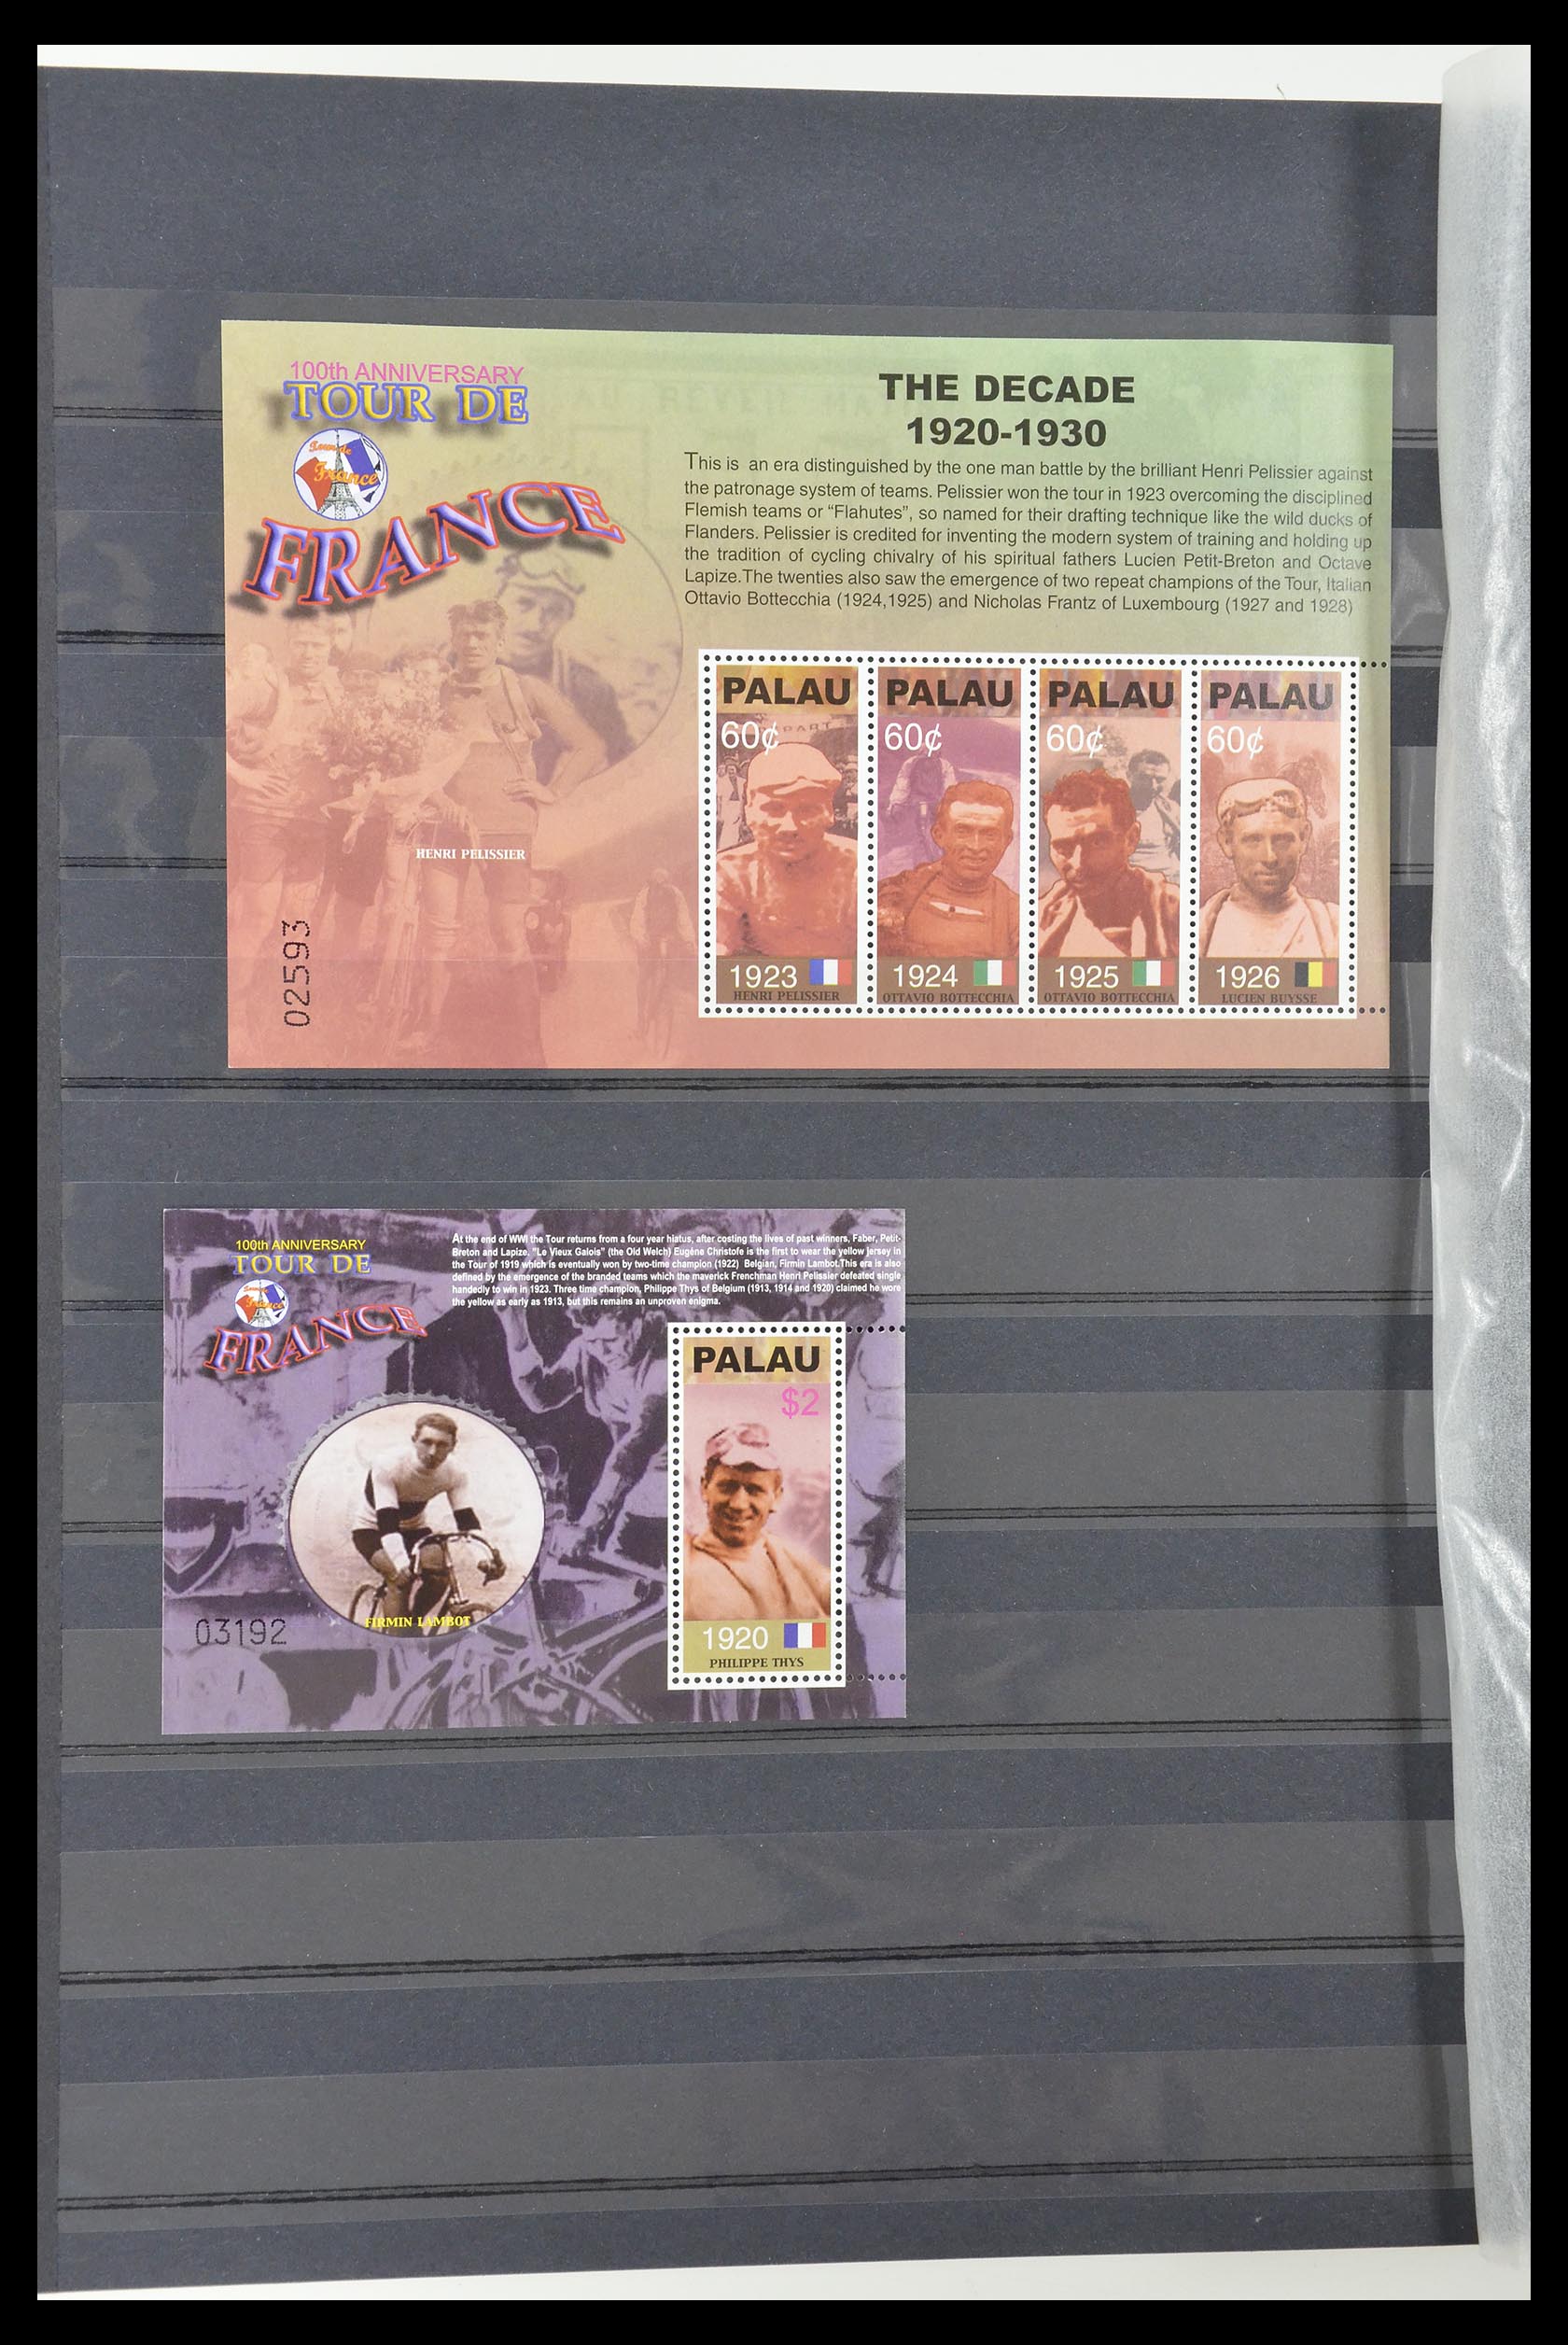 100th ANNIVERSARY
TOUR DE
Tour de
France
FRANCE
THE DECADE
1920-1930
This is an era distinguished by the one man battle by the brilliant Henri Pelissier against
the patronage system of teams. Pelissier won the tour in 1923 overcoming the disciplined
Flemish teams or “Flahutes”, so named for their drafting technique like the wild ducks of
Flanders. Pelissier is credited for inventing the modern system of training and holding up
the tradition of cycling chivalry of his spiritual fathers Lucien Petit-Breton and Octave
Lapize.The twenties also saw the emergence of two repeat champions of the Tour, Italian
Ottavio Bottecchia (1924,1925) and Nicholas Frantz of Luxembourg (1927 and 1928)
HENRI PELISSIER
02593
PALAU
60¢
1923
HENRI PELISSIER
PALAU
60¢
1924
OTTAVIO BOTTECCHIA
PALAU
60¢
1925
OTTAVIO BOTTECCHIA
PALAU
60¢
1926
LUCIEN BUYSSE
100th ANNIVERSARY
TOUR DE
France
FRANCE
At the end of WWI the Tour returns from a four year hiatus, after costing the lives of past winners, Faber, Petit-
Breton and Lapize. "Le Vieux Galois" (the Old Welch) Eugéne Christofe is the first to wear the yellow jersey in
the Tour of 1919 which is eventually won by two-time champion (1922) Belgian, Firmin Lambot.This era is also
defined by the emergence of the branded teams which the maverick Frenchman Henri Pelissier defeated single
handedly to win in 1923. Three time champion, Philippe Thys of Belgium (1913, 1914 and 1920) claimed he wore
the yellow as early as 1913, but this remains an unproven enigma.
FIRMIN LAMBOT
03192
PALAU
$2
1920
PHILIPPE THYS